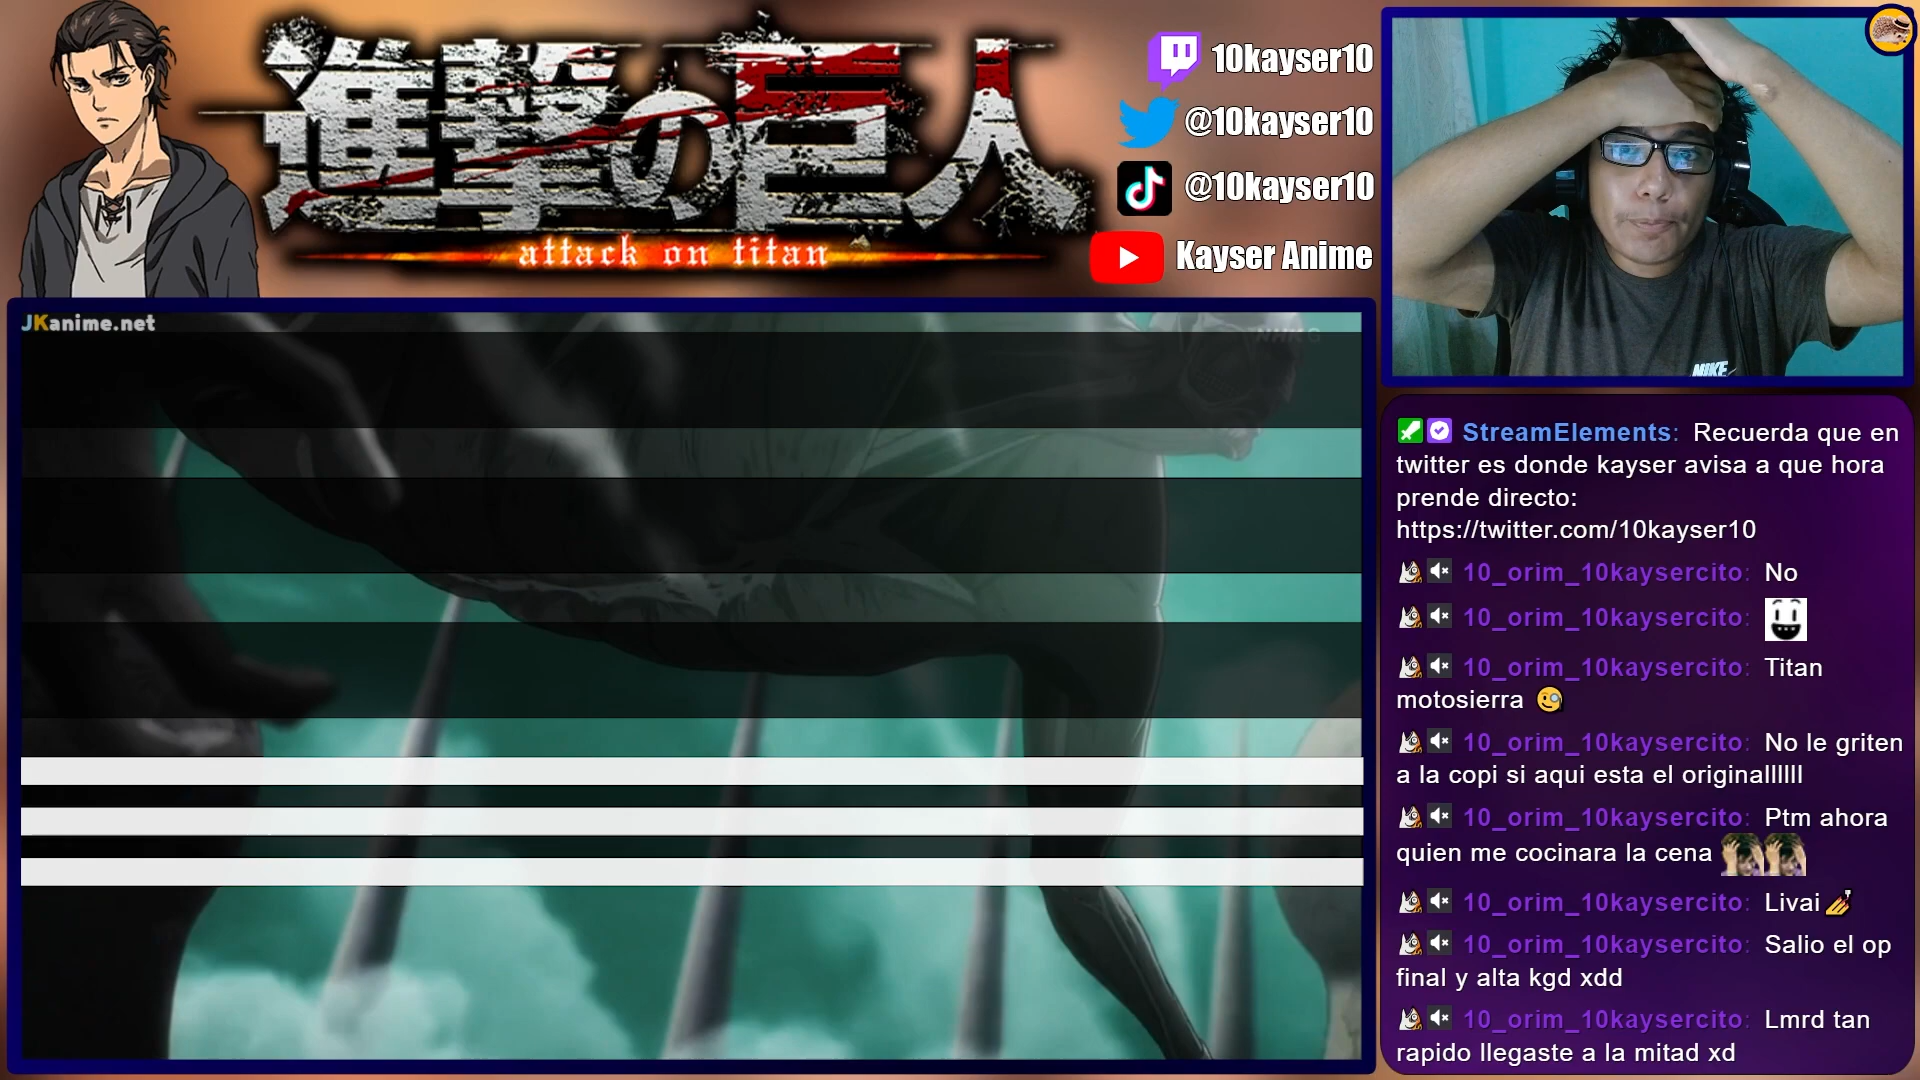 進撃の巨人
attack on titan
10kayser10
@10kayser10
@10kayser10
Kayser Anime
JKanime.net
NHK G
NIKE
StreamElements: Recuerda que en
twitter es donde kayser avisa a que hora
prende directo:
https://twitter.com/10kayser10
10_orim_10kaysercito: No
10_orim_10kaysercito:
10_orim_10kaysercito: Titan
motosierra
10_orim_10kaysercito: No le griten
a la copi si aqui esta el originallllll
10_orim_10kaysercito: Ptm ahora
quien me cocinara la cena
10_orim_10kaysercito: Livai
10_orim_10kaysercito: Salio el op
final y alta kgd xdd
10_orim_10kaysercito: Lmrd tan
rapido llegaste a la mitad xd